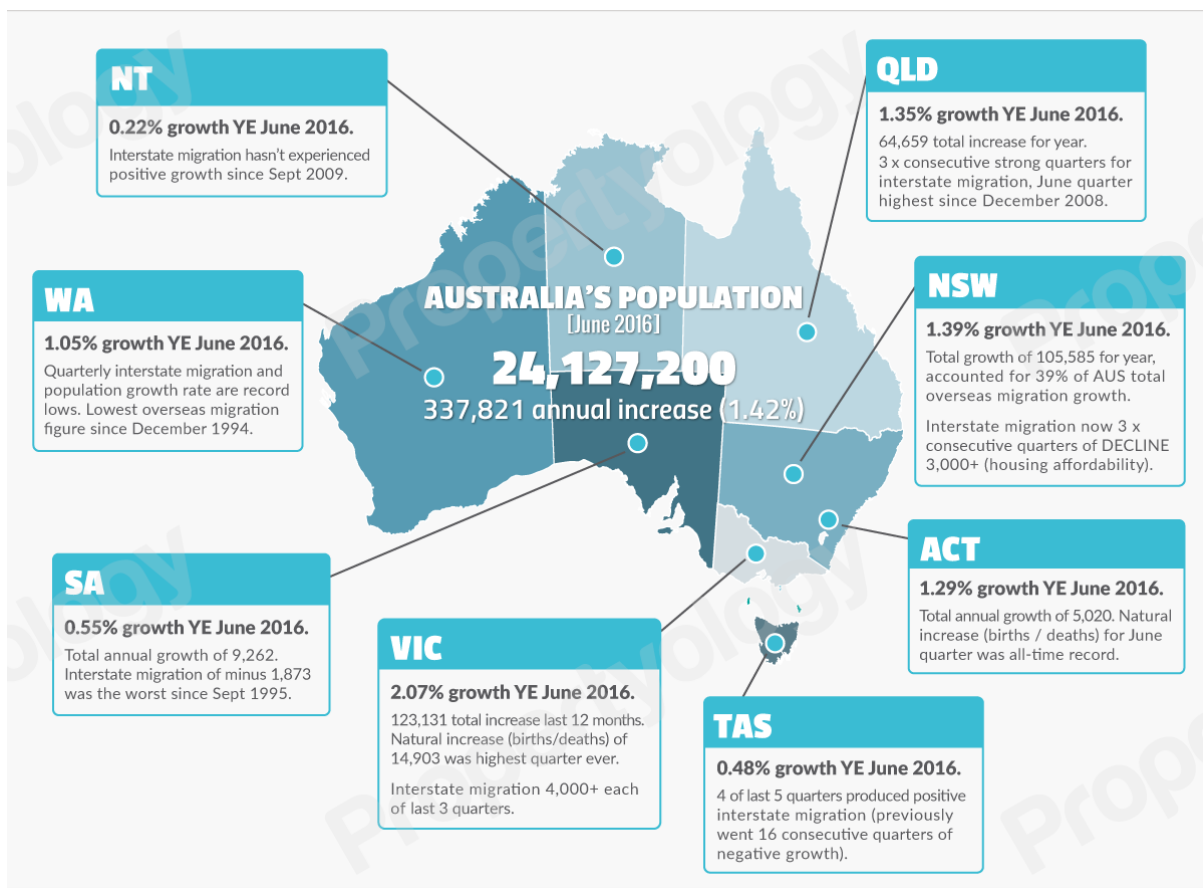 NT
0.22% growth YE June 2016.
Interstate migration hasn't experienced
positive growth since Sept 2009.
QLD
1.35% growth YE June 2016.
64,659 total increase for year.
3 x consecutive strong quarters for
interstate migration, June quarter
highest since December 2008.
WA
1.05% growth YE June 2016.
Quarterly interstate migration and
population growth rate are record
lows. Lowest overseas migration
figure since December 1994.
AUSTRALIA'S POPULATION
[June 2016]
24,127,200
337,821 annual increase (1.42%)
NSW
1.39% growth YE June 2016.
Total growth of 105,585 for year,
accounted for 39% of AUS total
overseas migration growth.
Interstate migration now 3 x
consecutive quarters of DECLINE
3,000+ (housing affordability).
SA
0.55% growth YE June 2016.
Total annual growth of 9,262.
Interstate migration of minus 1,873
was the worst since Sept 1995.
VIC
2.07% growth YE June 2016.
123,131 total increase last 12 months.
Natural increase (births/deaths) of
14,903 was highest quarter ever.
Interstate migration 4,000+ each
of last 3 quarters.
ACT
1.29% growth YE June 2016.
Total annual growth of 5,020. Natural
increase (births / deaths) for June
quarter was all-time record.
TAS
0.48% growth YE June 2016.
4 of last 5 quarters produced positive
interstate migration (previously
went 16 consecutive quarters of
negative growth).
Propertyology